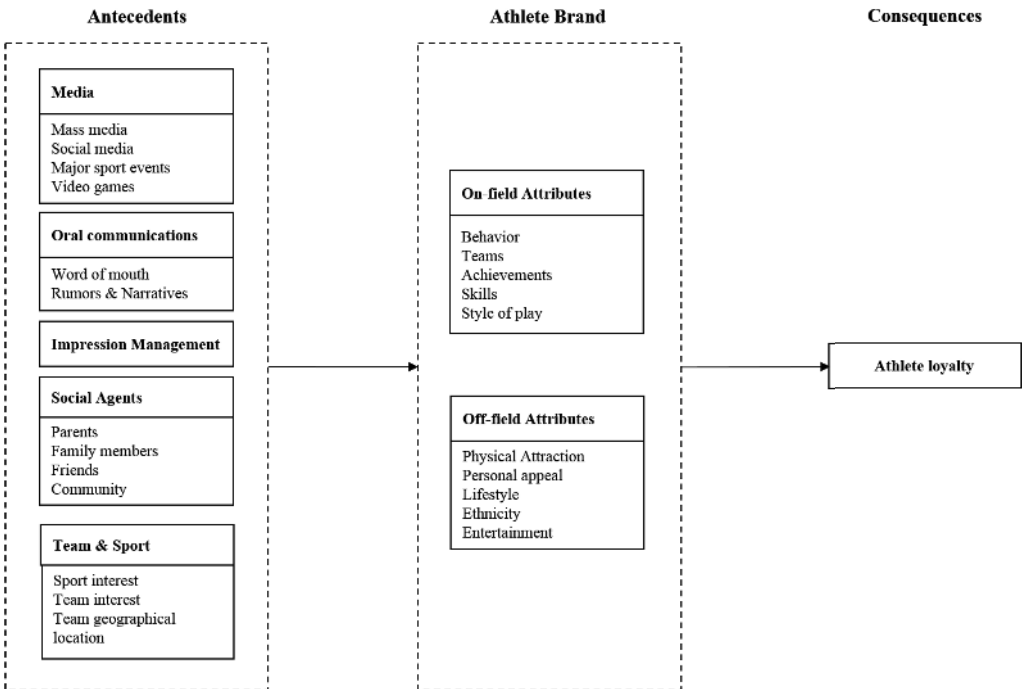 Antecedents
Athlete Brand
Consequences
Media
Mass media
Social media
Major sport events
Video games
Oral communications
Word of mouth
Rumors & Narratives
Impression Management
Social Agents
Parents
Family members
Friends
Community
Team & Sport
Sport interest
Team interest
Team geographical
location
On-field Attributes
Behavior
Teams
Achievements
Skills
Style of play
Off-field Attributes
Physical Attraction
Personal appeal
Lifestyle
Ethnicity
Entertainment
Athlete loyalty